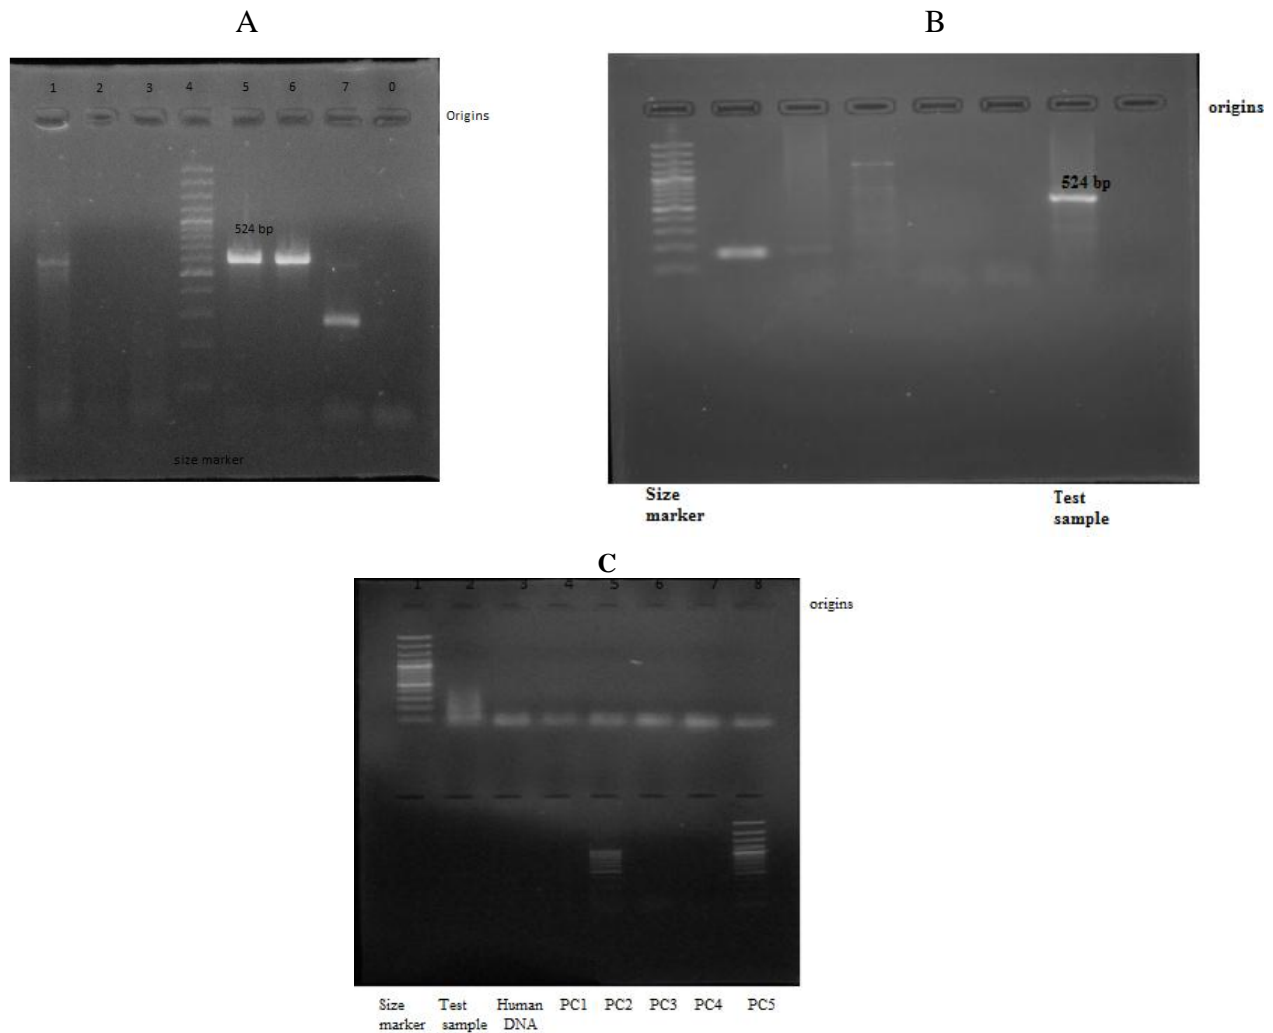 A
B
1 2 3 4 5 6 7 0
Origins
524 bp
size marker
origins
524 bp
Size
marker
Test
sample
C
1 2 3 4 5 6 7 8
origins
Size
marker
Test
sample
Human
DNA
PC1
PC2
PC3
PC4
PC5